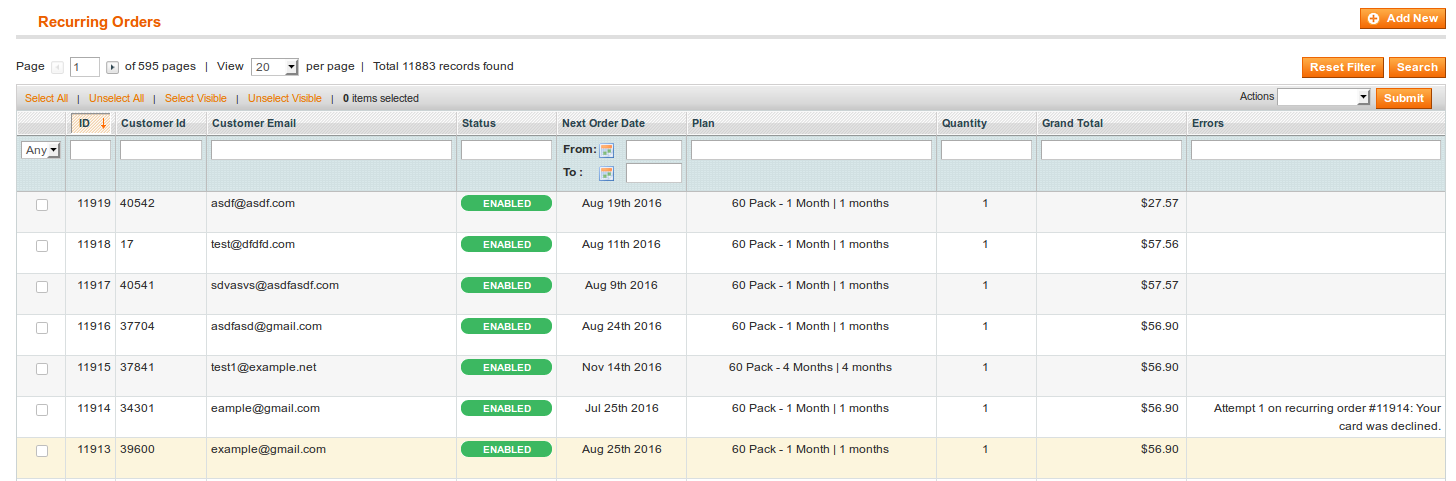 Recurring Orders
Add New
Page 1 of 595 pages | View 20 per page | Total 11883 records found
Reset Filter Search
Select All | Unselect All | Select Visible | Unselect Visible | 0 items selected
Actions Submit
ID Customer Id Customer Email Status Next Order Date Plan Quantity Grand Total Errors
Any From:
To :
11919 40542 asdf@asdf.com ENABLED Aug 19th 2016 60 Pack - 1 Month | 1 months 1 $27.57
11918 17 test@dfdfd.com ENABLED Aug 11th 2016 60 Pack - 1 Month | 1 months 1 $57.56
11917 40541 sdvasvs@asdfasdf.com ENABLED Aug 9th 2016 60 Pack - 1 Month | 1 months 1 $57.57
11916 37704 asdfasd@gmail.com ENABLED Aug 24th 2016 60 Pack - 1 Month | 1 months 1 $56.90
11915 37841 test1@example.net ENABLED Nov 14th 2016 60 Pack - 4 Months | 4 months 1 $56.90
11914 34301 eample@gmail.com ENABLED Jul 25th 2016 60 Pack - 1 Month | 1 months 1 $56.90 Attempt 1 on recurring order #11914: Your
card was declined.
11913 39600 example@gmail.com ENABLED Aug 25th 2016 60 Pack - 1 Month | 1 months 1 $56.90